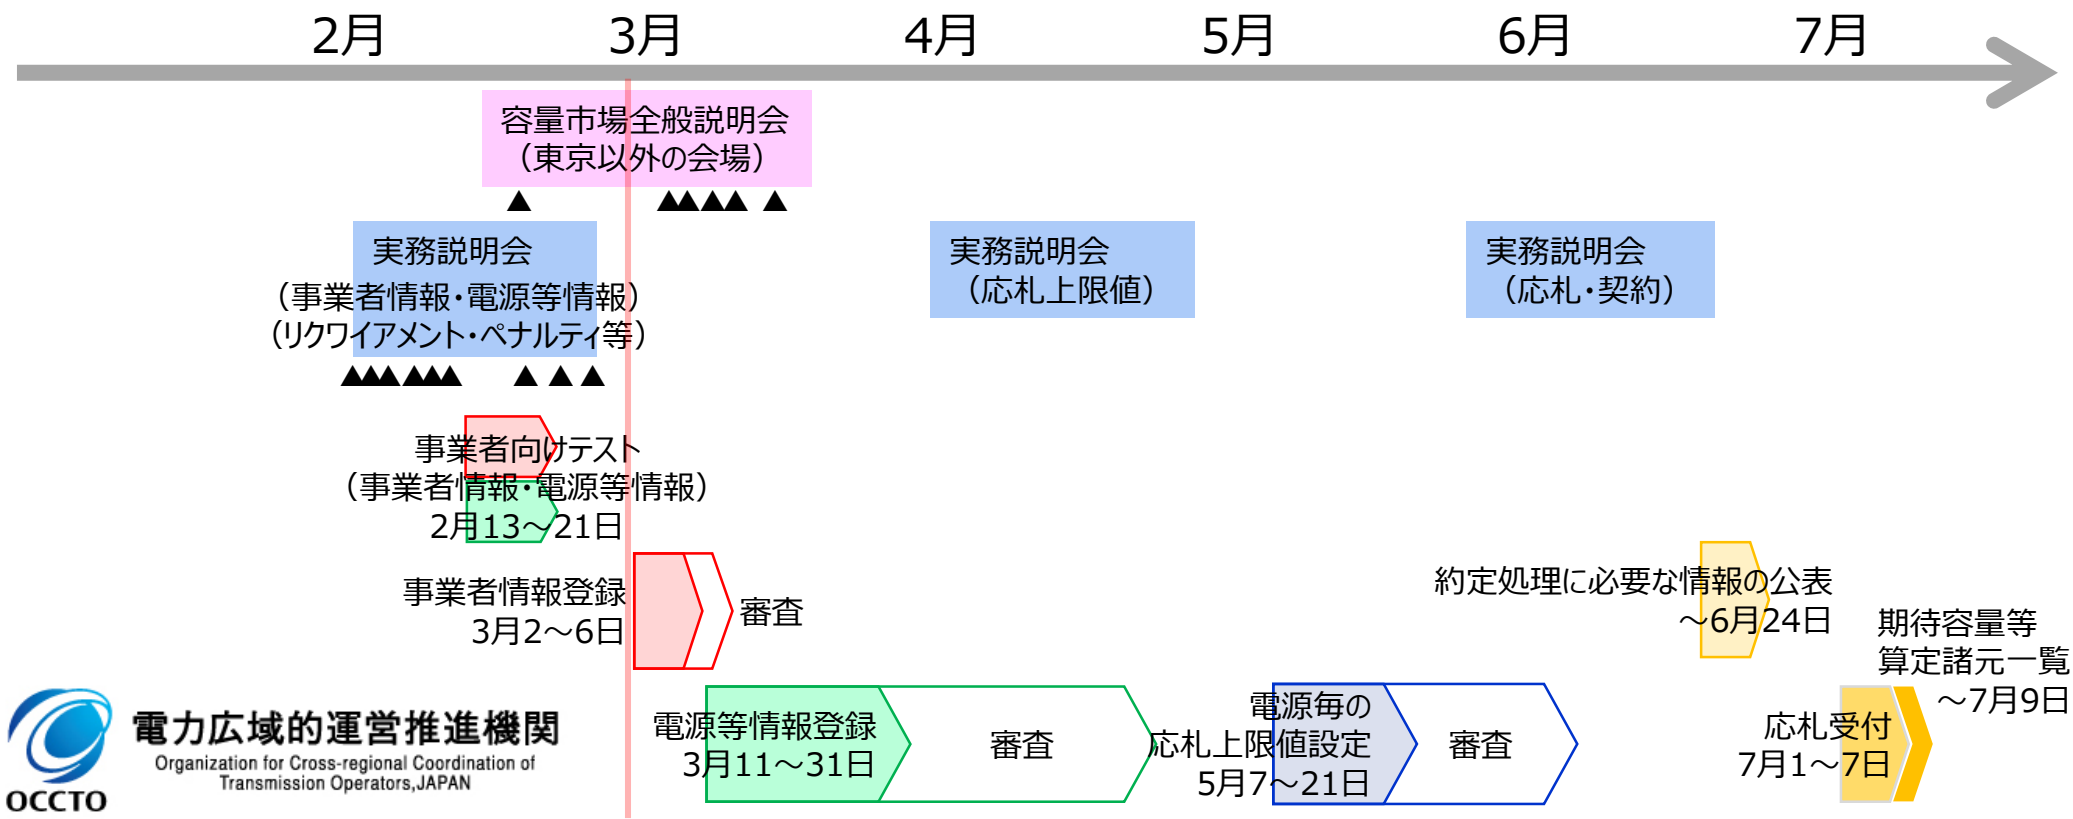 2月
3月
4月
5月
6月
7月
容量市場全般説明会
（東京以外の会場）
▲
▲▲▲▲ ▲
実務説明会
（事業者情報・電源等情報）
（リクワイアメント・ペナルティ等）
▲▲▲▲▲▲ ▲ ▲ ▲
実務説明会
（応札上限値）
実務説明会
（応札・契約）
事業者向けテスト
（事業者情報・電源等情報）
2月13～21日
事業者情報登録
3月2～6日
審査
約定処理に必要な情報の公表
～6月24日
期待容量等
算定諸元一覧
～7月9日
電源等情報登録
3月11～31日
審査
電源毎の
応札上限値設定
5月7～21日
審査
応札受付
7月1～7日
OCCTO
電力広域的運営推進機関
Organization for Cross-regional Coordination of
Transmission Operators,JAPAN